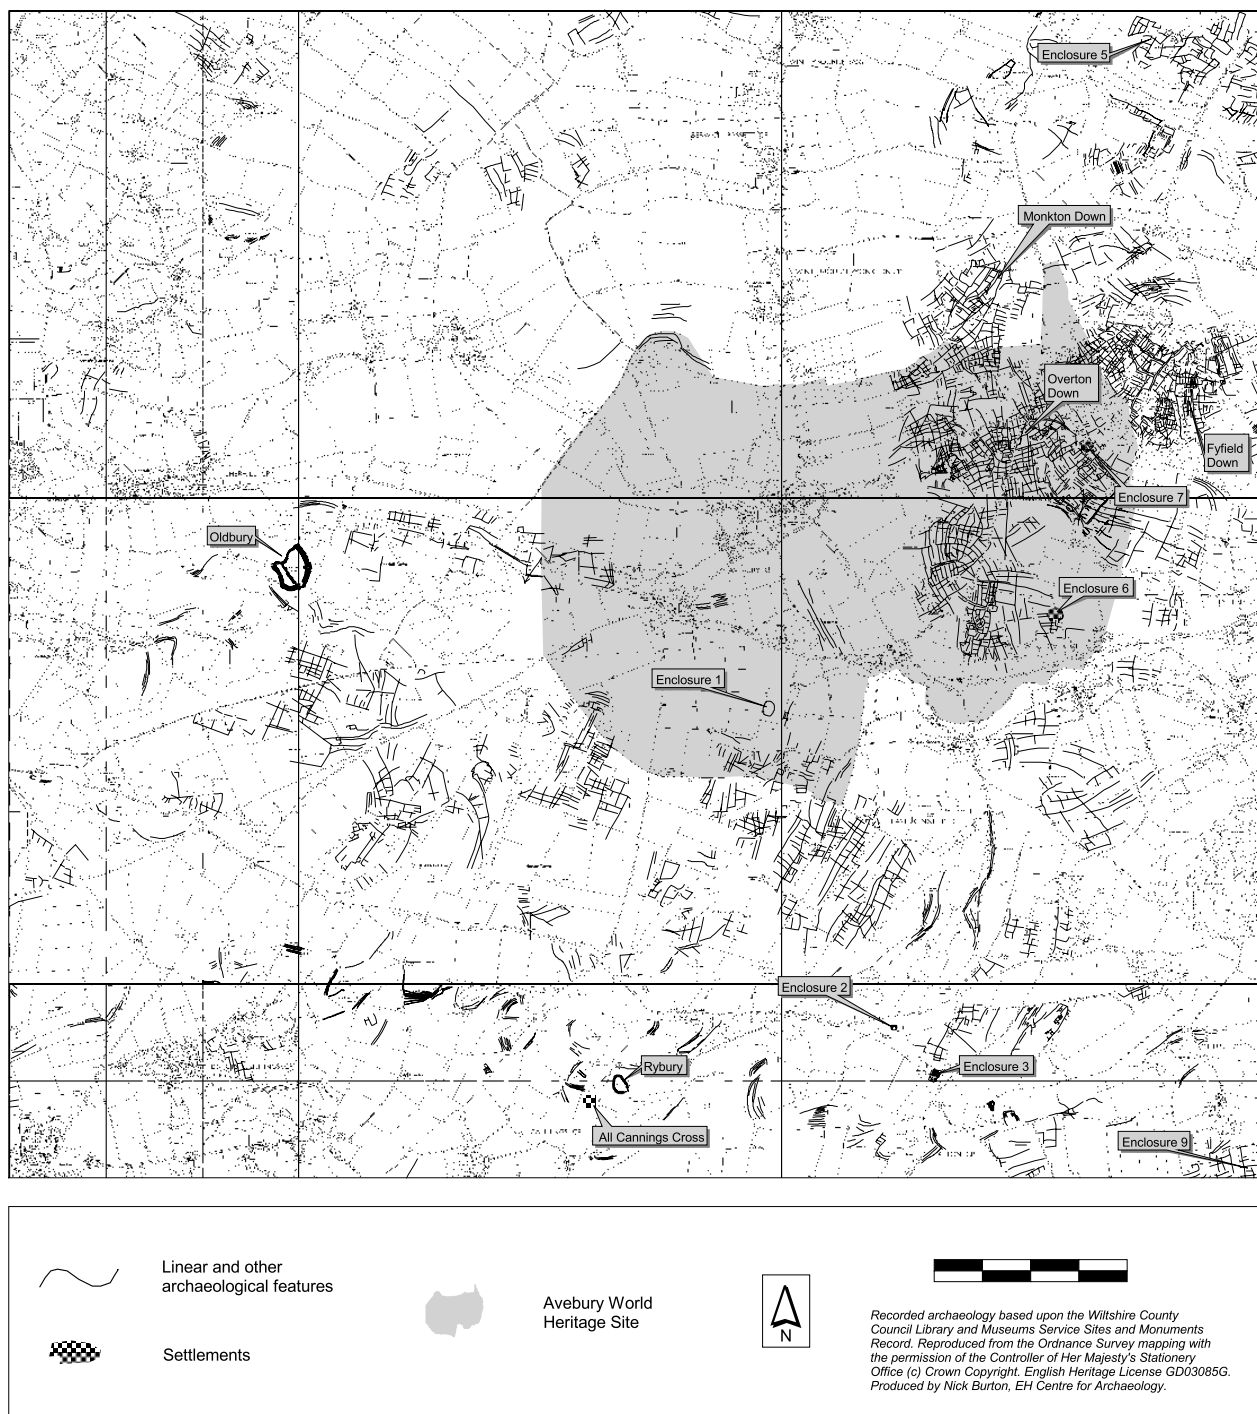 Enclosure 5
Monkton Down
Overton
Down
Fyfield
Down
Enclosure 7
Oldbury
Enclosure 6
Enclosure 1
Enclosure 2
Rybury
Enclosure 3
All Cannings Cross
Enclosure 9
Linear and other
archaeological features
Settlements
Avebury World
Heritage Site
N
Recorded archaeology based upon the Wiltshire County
Council Library and Museums Service Sites and Monuments
Record. Reproduced from the Ordnance Survey mapping with
the permission of the Controller of Her Majesty's Stationery
Office (c) Crown Copyright. English Heritage License GD03085G.
Produced by Nick Burton, EH Centre for Archaeology.